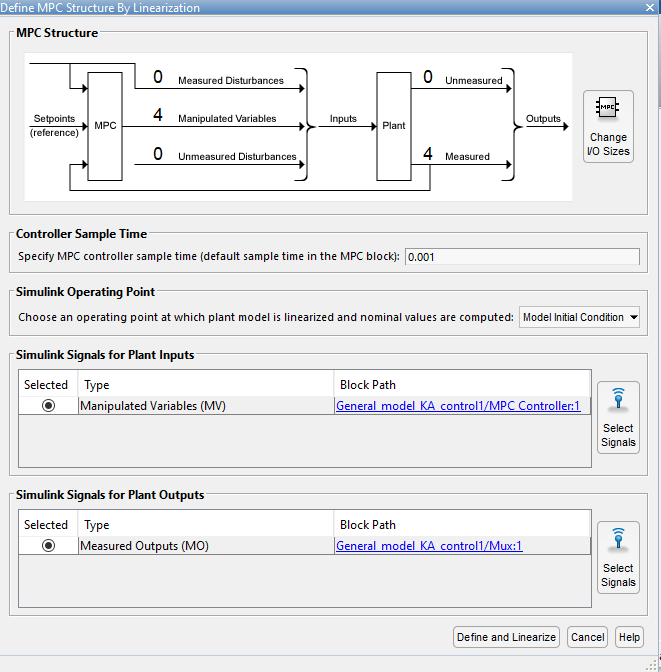 Define MPC Structure By Linearization
MPC Structure
0 Measured Disturbances
0 Unmeasured
Setpoints
(reference)
MPC
4 Manipulated Variables
Inputs
Plant
Outputs
0 Unmeasured Disturbances
4 Measured
MPC
Change
I/O Sizes
Controller Sample Time
Specify MPC controller sample time (default sample time in the MPC block): 0.001
Simulink Operating Point
Choose an operating point at which plant model is linearized and nominal values are computed: Model Initial Condition
Simulink Signals for Plant Inputs
Selected Type Block Path
Manipulated Variables (MV) General_model_KA_control1/MPC Controller:1
Select
Signals
Simulink Signals for Plant Outputs
Selected Type Block Path
Measured Outputs (MO) General_model_KA_control1/Mux:1
Select
Signals
Define and Linearize Cancel Help